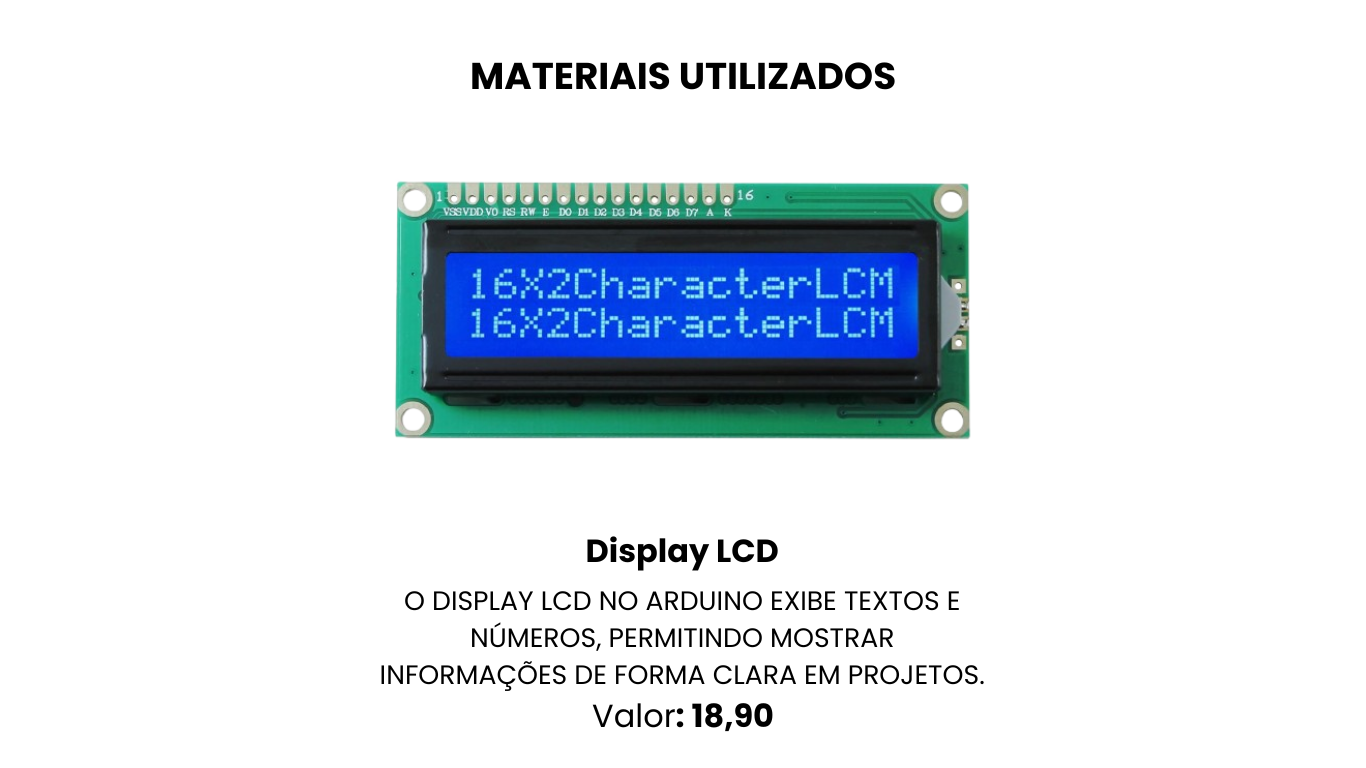 MATERIAIS UTILIZADOS
1 16
VSS VDD V0 RS RW E D0 D1 D2 D3 D4 D5 D6 D7 A K
16X2CharacterLCM
16X2CharacterLCM
Display LCD
O DISPLAY LCD NO ARDUINO EXIBE TEXTOS E
NÚMEROS, PERMITINDO MOSTRAR
INFORMAÇÕES DE FORMA CLARA EM PROJETOS.
Valor: 18,90